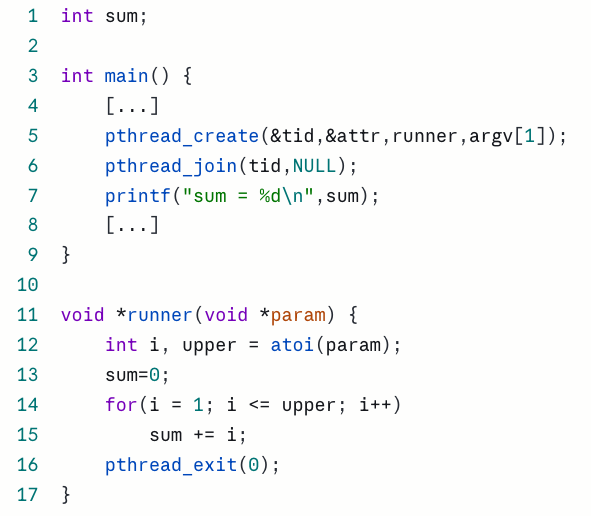 1 int sum;
2
3 int main() {
4     [...]
5     pthread_create(&tid,&attr,runner,argv[1]);
6     pthread_join(tid,NULL);
7     printf("sum = %d\n",sum);
8     [...]
9 }
10
11 void *runner(void *param) {
12     int i, upper = atoi(param);
13     sum=0;
14     for(i = 1; i <= upper; i++)
15         sum += i;
16     pthread_exit(0);
17 }